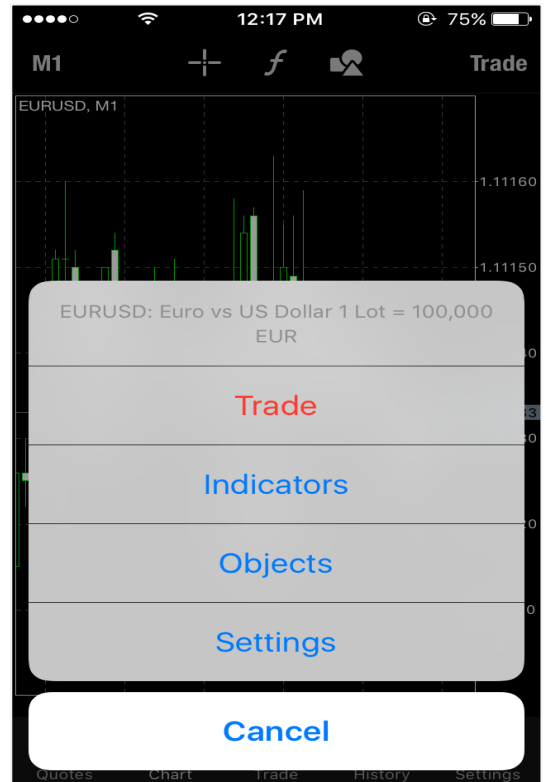 12:17 PM 75%
M1 f Trade
EURUSD, M1
1.11160
1.11150
EURUSD: Euro vs US Dollar 1 Lot = 100,000
EUR
Trade
Indicators
Objects
Settings
Cancel
Quotes Chart Trade History Settings